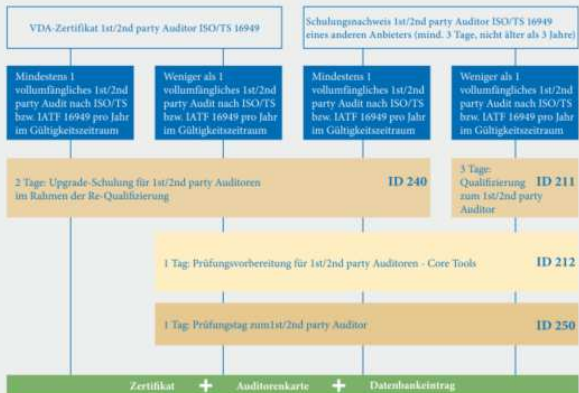 VDA-Zertifikat 1st/2nd party Auditor ISO/TS 16949
Schulungsnachweis 1st/2nd party Auditor ISO/TS 16949
eines anderen Anbieters (mind. 3 Tage, nicht älter als 3 Jahre)
Mindestens 1
vollumfängliches 1st/2nd
party Audit nach ISO/TS
bzw. IATF 16949 pro Jahr
im Gültigkeitszeitraum
Weniger als 1
vollumfängliches 1st/2nd
party Audit nach ISO/TS
bzw. IATF 16949 pro Jahr
im Gültigkeitszeitraum
Mindestens 1
vollumfängliches 1st/2nd
party Audit nach ISO/TS
bzw. IATF 16949 pro Jahr
im Gültigkeitszeitraum
Weniger als 1
vollumfängliches 1st/2nd
party Audit nach ISO/TS
bzw. IATF 16949 pro Jahr
im Gültigkeitszeitraum
2 Tage: Upgrade-Schulung für 1st/2nd party Auditoren
im Rahmen der Re-Qualifizierung
ID 240
3 Tage:
Qualifizierung
zum 1st/2nd party
Auditor
ID 211
1 Tag: Prüfungsvorbereitung für 1st/2nd party Auditoren - Core Tools
ID 212
1 Tag: Prüfungstag zum1st/2nd party Auditor
ID 250
Zertifikat + Auditorenkarte + Datenbankeintrag